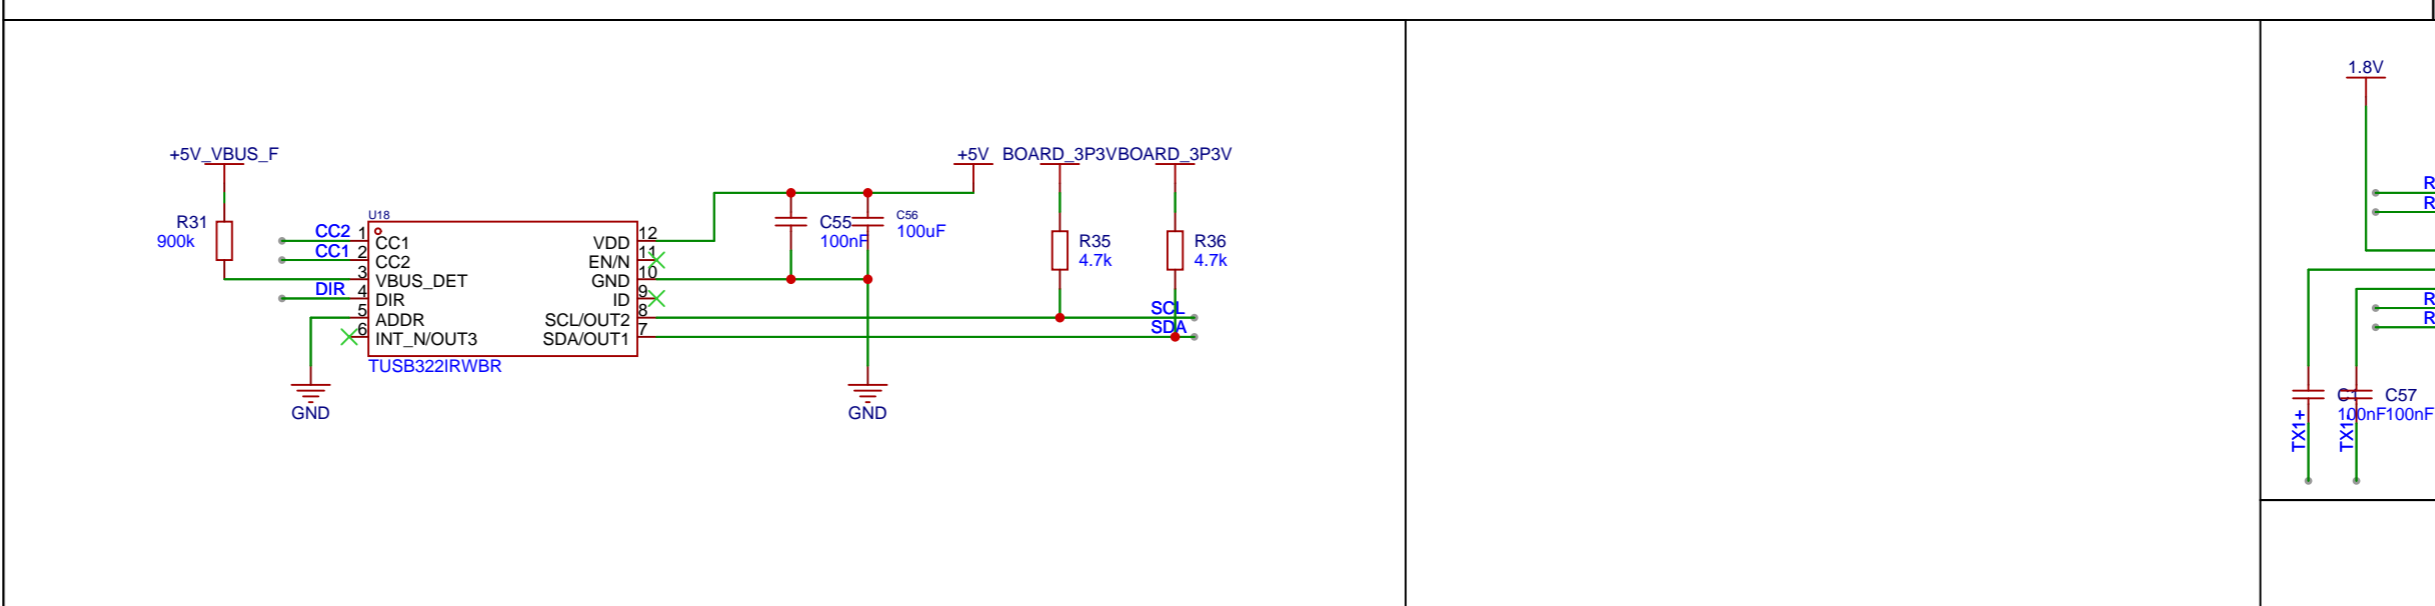 +5V_VBUS_F
R31
900k
CC2
CC1
DIR
U18
1
2
3
4
5
6
CC1
CC2
VBUS_DET
DIR
ADDR
INT_N/OUT3
VDD
EN/N
GND
ID
SCL/OUT2
SDA/OUT1
12
11
10
9
8
7
TUSB322IRWBR
GND
C55
100nF
C56
100uF
GND
+5V
BOARD_3P3V
BOARD_3P3V
R35
4.7k
R36
4.7k
SCL
SDA
1.8V
R
R
R
R
100nF
C57
100nF
TX1+